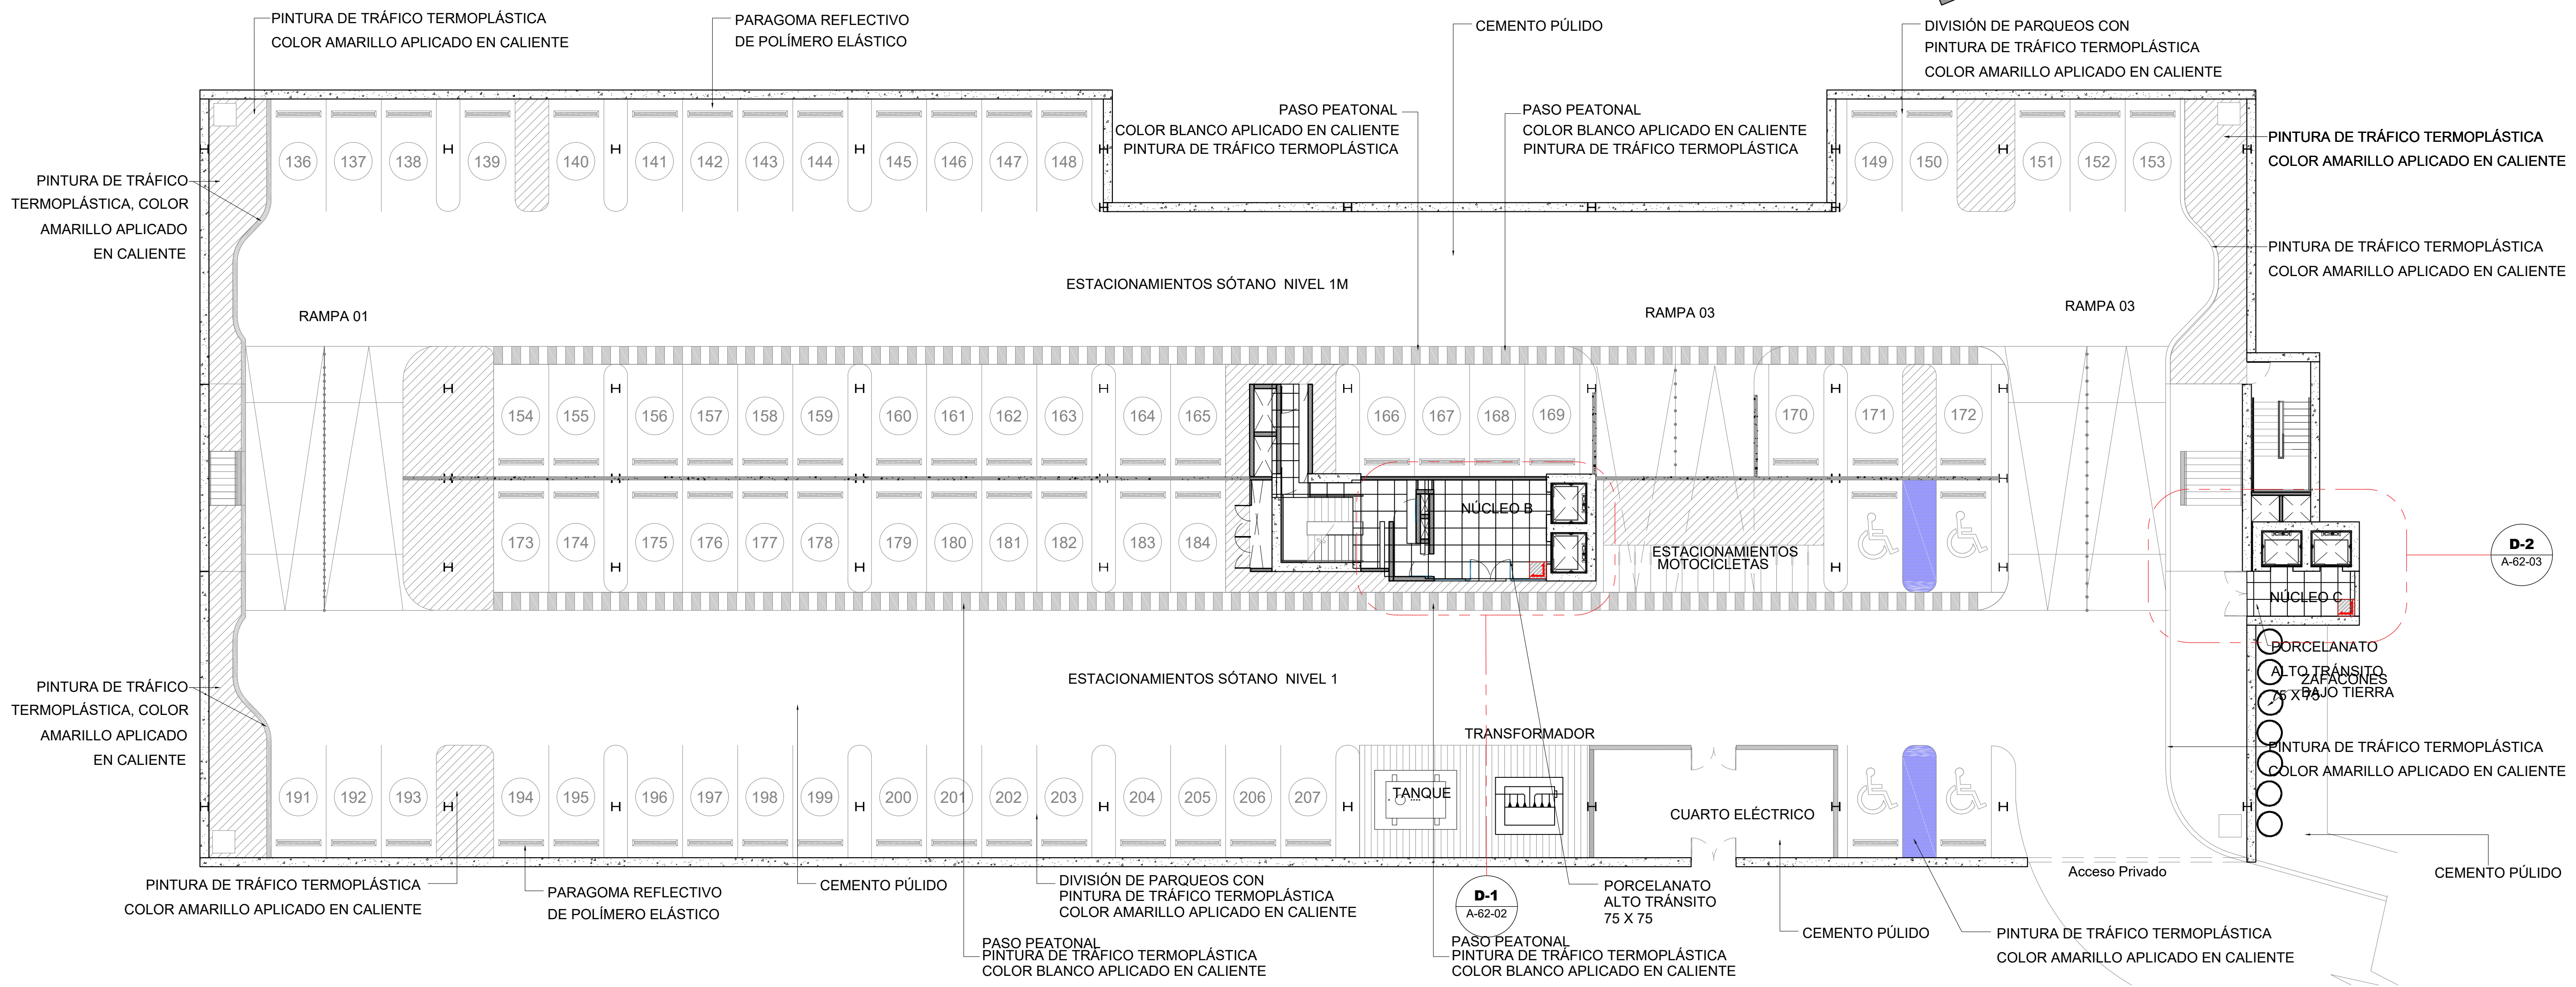 PINTURA DE TRÁFICO TERMOPLÁSTICA
COLOR AMARILLO APLICADO EN CALIENTE
PARAGOMA REFLECTIVO
DE POLÍMERO ELÁSTICO
CEMENTO PÚLIDO
DIVISIÓN DE PARQUEOS CON
PINTURA DE TRÁFICO TERMOPLÁSTICA
COLOR AMARILLO APLICADO EN CALIENTE
PASO PEATONAL
COLOR BLANCO APLICADO EN CALIENTE
PINTURA DE TRÁFICO TERMOPLÁSTICA
PASO PEATONAL
COLOR BLANCO APLICADO EN CALIENTE
PINTURA DE TRÁFICO TERMOPLÁSTICA
PINTURA DE TRÁFICO TERMOPLÁSTICA
COLOR AMARILLO APLICADO EN CALIENTE
136 137 138 139 140 141 142 143 144 145 146 147 148 149 150 151 152 153
PINTURA DE TRÁFICO
TERMOPLÁSTICA, COLOR
AMARILLO APLICADO
EN CALIENTE
PINTURA DE TRÁFICO TERMOPLÁSTICA
COLOR AMARILLO APLICADO EN CALIENTE
ESTACIONAMIENTOS SÓTANO NIVEL 1M
RAMPA 01
RAMPA 03
RAMPA 03
154 155 156 157 158 159 160 161 162 163 164 165 166 167 168 169 170 171 172
NÚCLEO B
173 174 175 176 177 178 179 180 181 182 183 184
ESTACIONAMIENTOS
MOTOCICLETAS
D-2
A-62-03
NÚCLEO C
PORCELANATO
ALTO TRÁNSITO
75 X 75
ZAFACONES
BAJO TIERRA
ESTACIONAMIENTOS SÓTANO NIVEL 1
PINTURA DE TRÁFICO
TERMOPLÁSTICA, COLOR
AMARILLO APLICADO
EN CALIENTE
TRANSFORMADOR
PINTURA DE TRÁFICO TERMOPLÁSTICA
COLOR AMARILLO APLICADO EN CALIENTE
191 192 193 194 195 196 197 198 199 200 201 202 203 204 205 206 207
TANQUE
CUARTO ELÉCTRICO
Acceso Privado
CEMENTO PÚLIDO
PINTURA DE TRÁFICO TERMOPLÁSTICA
COLOR AMARILLO APLICADO EN CALIENTE
PARAGOMA REFLECTIVO
DE POLÍMERO ELÁSTICO
CEMENTO PÚLIDO
DIVISIÓN DE PARQUEOS CON
PINTURA DE TRÁFICO TERMOPLÁSTICA
COLOR AMARILLO APLICADO EN CALIENTE
D-1
A-62-02
PORCELANATO
ALTO TRÁNSITO
75 X 75
CEMENTO PÚLIDO
PINTURA DE TRÁFICO TERMOPLÁSTICA
COLOR AMARILLO APLICADO EN CALIENTE
PASO PEATONAL
PINTURA DE TRÁFICO TERMOPLÁSTICA
COLOR BLANCO APLICADO EN CALIENTE
PASO PEATONAL
PINTURA DE TRÁFICO TERMOPLÁSTICA
COLOR BLANCO APLICADO EN CALIENTE